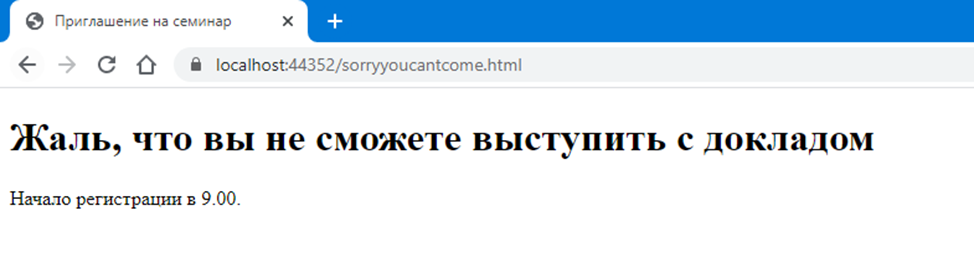 Приглашение на семинар
localhost:44352/sorryyoucantcome.html
Жаль, что вы не сможете выступить с докладом
Начало регистрации в 9.00.